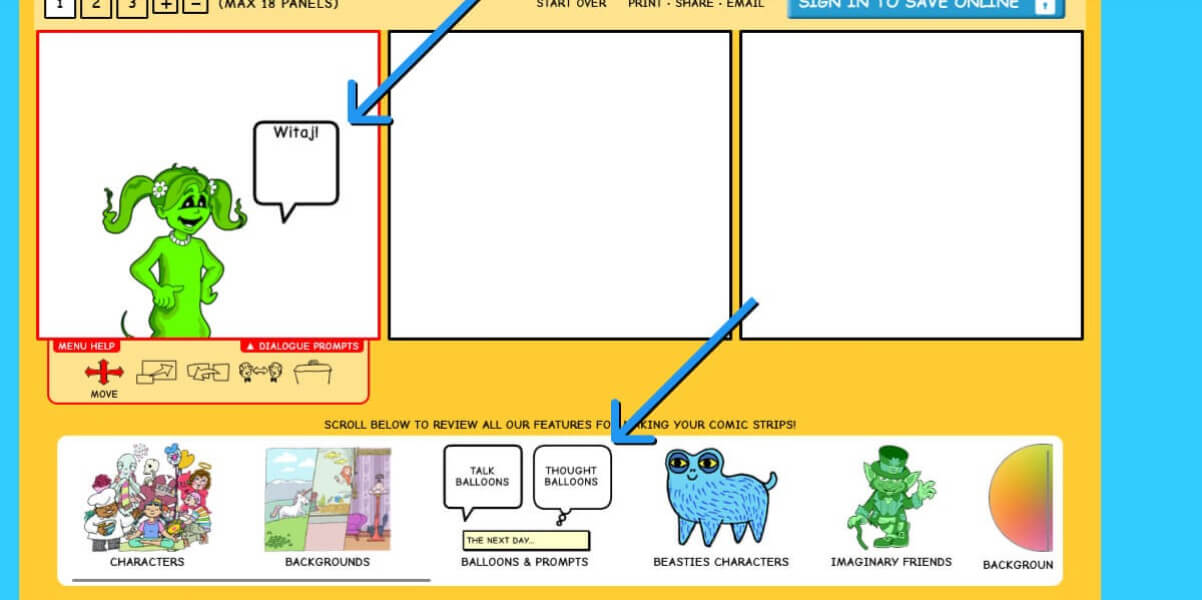 1 2 3 + - (MAX 18 PANELS)
START OVER PRINT · SHARE · EMAIL
SIGN IN TO SAVE ONLINE
Witaj!
MENU HELP
▲ DIALOGUE PROMPTS
MOVE
SCROLL BELOW TO REVIEW ALL OUR FEATURES FO KING YOUR COMIC STRIPS!
TALK
BALLOONS
THOUGHT
BALLOONS
THE NEXT DAY...
CHARACTERS
BACKGROUNDS
BALLOONS & PROMPTS
BEASTIES CHARACTERS
IMAGINARY FRIENDS
BACKGROUN